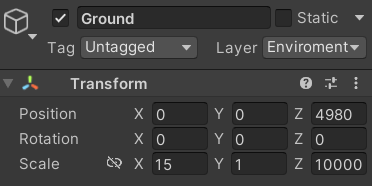 Ground Static
Tag Untagged Layer Enviroment
Transform
Position X 0 Y 0 Z 4980
Rotation X 0 Y 0 Z 0
Scale X 15 Y 1 Z 10000